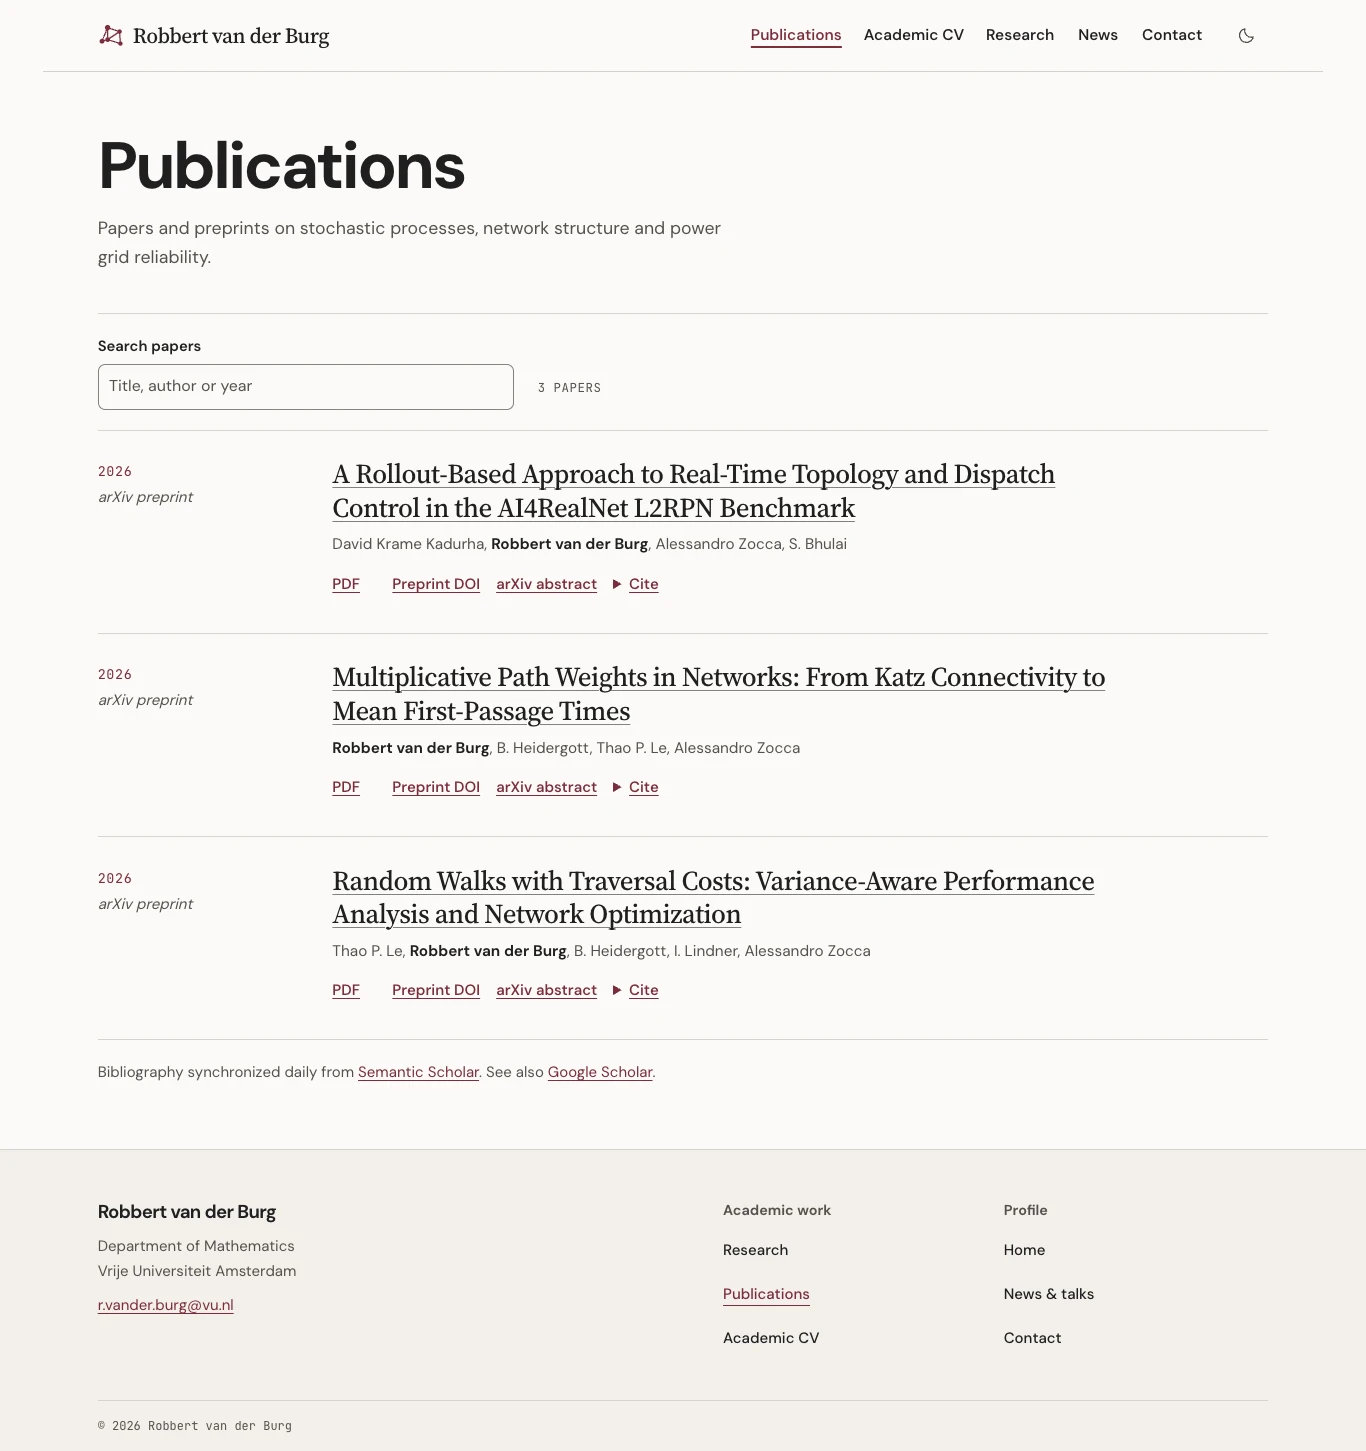 Robbert van der Burg
Publications Academic CV Research News Contact
Publications
Papers and preprints on stochastic processes, network structure and power
grid reliability.
Search papers
Title, author or year
3 PAPERS
2026
arXiv preprint
A Rollout-Based Approach to Real-Time Topology and Dispatch
Control in the AI4RealNet L2RPN Benchmark
David Krame Kadurha, Robbert van der Burg, Alessandro Zocca, S. Bhulai
PDF Preprint DOI arXiv abstract ▶ Cite
2026
arXiv preprint
Multiplicative Path Weights in Networks: From Katz Connectivity to
Mean First-Passage Times
Robbert van der Burg, B. Heidergott, Thao P. Le, Alessandro Zocca
PDF Preprint DOI arXiv abstract ▶ Cite
2026
arXiv preprint
Random Walks with Traversal Costs: Variance-Aware Performance
Analysis and Network Optimization
Thao P. Le, Robbert van der Burg, B. Heidergott, I. Lindner, Alessandro Zocca
PDF Preprint DOI arXiv abstract ▶ Cite
Bibliography synchronized daily from Semantic Scholar. See also Google Scholar.
Robbert van der Burg
Department of Mathematics
Vrije Universiteit Amsterdam
r.vander.burg@vu.nl
Academic work
Research
Publications
Academic CV
Profile
Home
News & talks
Contact
© 2026 Robbert van der Burg